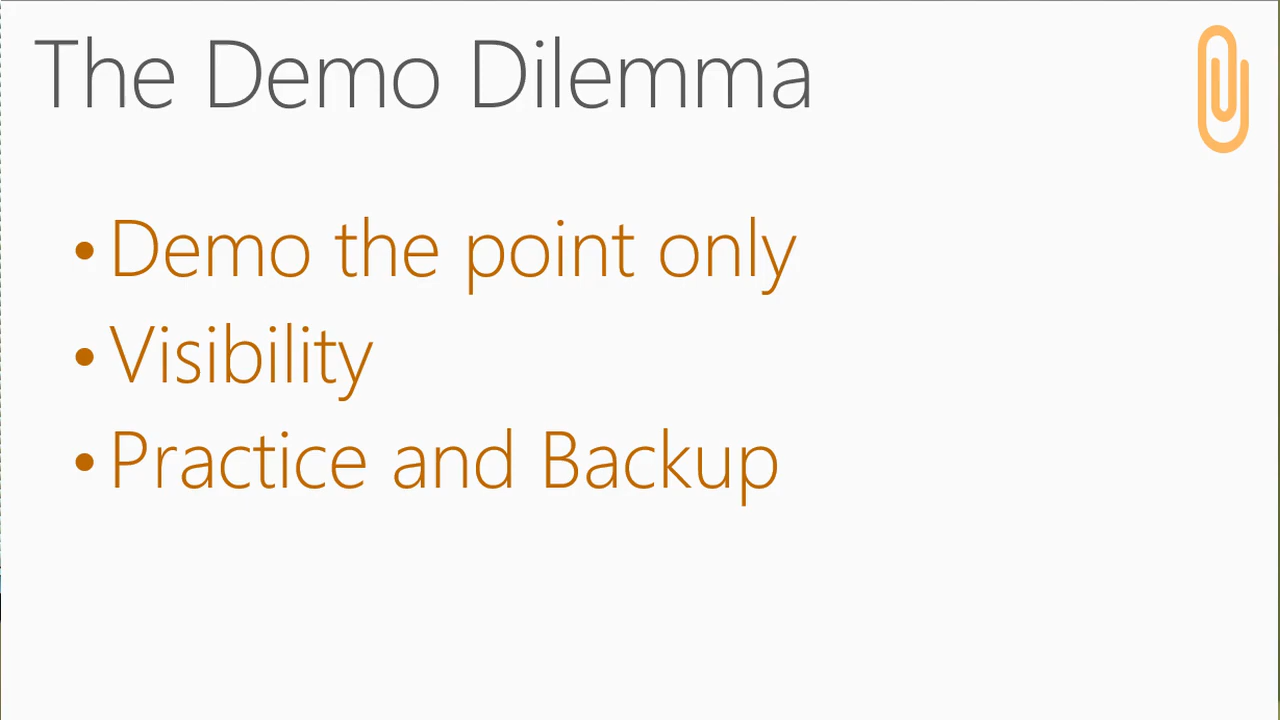 The Demo Dilemma
• Demo the point only
• Visibility
• Practice and Backup